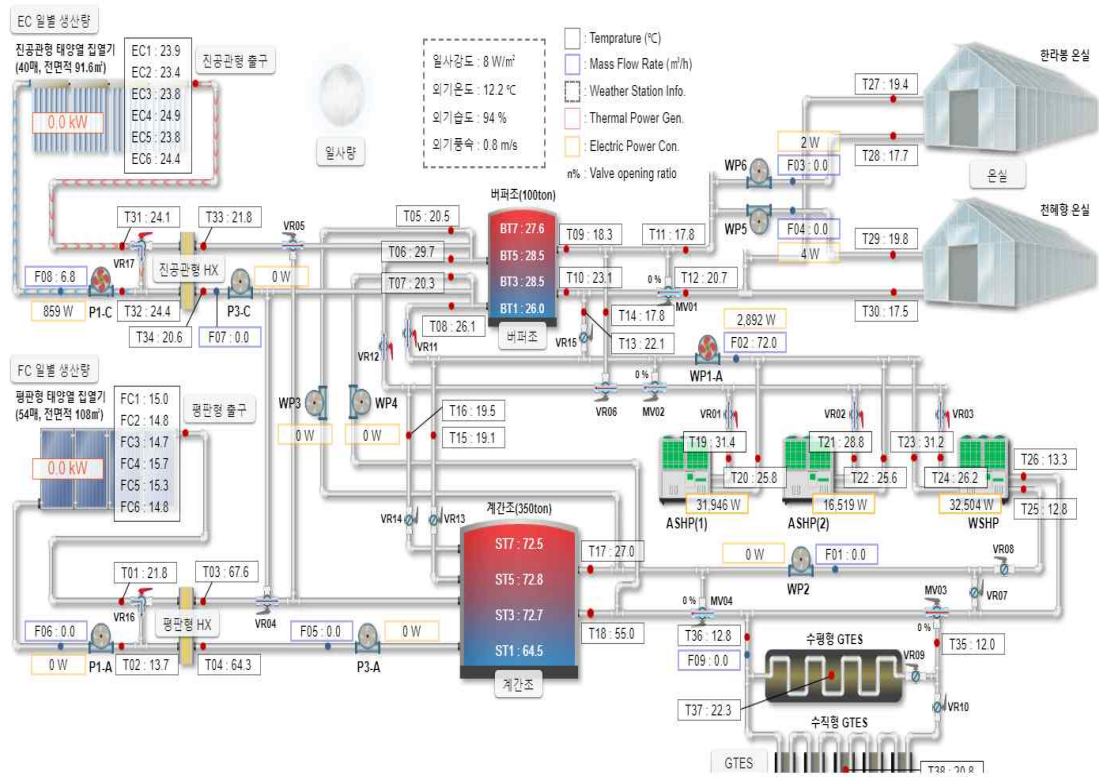 EC 일별 생산량
진공관형 태양열 집열기
(40매, 전면적 91.6㎡)
0.0 kW
EC1 : 23.9
EC2 : 23.4
EC3 : 23.8
EC4 : 24.9
EC5 : 23.8
EC6 : 24.4
진공관형 출구
일사량
일사강도 : 8 W/㎡
외기온도 : 12.2 ℃
외기습도 : 94 %
외기풍속 : 0.8 m/s
: Temprature (℃)
: Mass Flow Rate (㎥/h)
: Weather Station Info.
: Thermal Power Gen.
: Electric Power Con.
n% : Valve opening ratio
한라봉 온실
T27 : 19.4
T28 : 17.7
온실
천혜향 온실
T29 : 19.8
T30 : 17.5
WP6
2 W
F03 : 0.0
WP5
F04 : 0.0
4 W
T31 : 24.1
T33 : 21.8
VR05
VR17
진공관형 HX
0 W
F08 : 6.8
859 W
P1-C
T32 : 24.4
P3-C
T34 : 20.6
F07 : 0.0
버퍼조(100ton)
T05 : 20.5
T06 : 29.7
T07 : 20.3
T08 : 26.1
BT7 : 27.6
BT5 : 28.5
BT3 : 28.5
BT1 : 26.0
버퍼조
T09 : 18.3
T11 : 17.8
T10 : 23.1
0 %
T12 : 20.7
MV01
T14 : 17.8
T13 : 22.1
VR15
VR12
VR11
2,892 W
F02 : 72.0
WP1-A
0 %
VR06
MV02
VR01
VR02
VR03
T19 : 31.4
T20 : 25.8
31,946 W
ASHP(1)
T21 : 28.8
T22 : 25.6
16,519 W
ASHP(2)
T23 : 31.2
T24 : 26.2
32,504 W
WSHP
T26 : 13.3
T25 : 12.8
FC 일별 생산량
평판형 태양열 집열기
(54매, 전면적 108㎡)
0.0 kW
FC1 : 15.0
FC2 : 14.8
FC3 : 14.7
FC4 : 15.7
FC5 : 15.3
FC6 : 14.8
평판형 출구
WP3
0 W
WP4
0 W
T16 : 19.5
T15 : 19.1
VR14
VR13
T01 : 21.8
T03 : 67.6
VR16
평판형 HX
VR04
F06 : 0.0
0 W
P1-A
T02 : 13.7
T04 : 64.3
F05 : 0.0
0 W
P3-A
계간조(350ton)
ST7 : 72.5
ST5 : 72.8
ST3 : 72.7
ST1 : 64.5
계간조
T17 : 27.0
T18 : 55.0
0 W
F01 : 0.0
WP2
VR08
VR07
0 %
MV04
MV03
0 %
T36 : 12.8
F09 : 0.0
T35 : 12.0
수평형 GTES
VR09
T37 : 22.3
수직형 GTES
VR10
GTES
T38 : 20.8